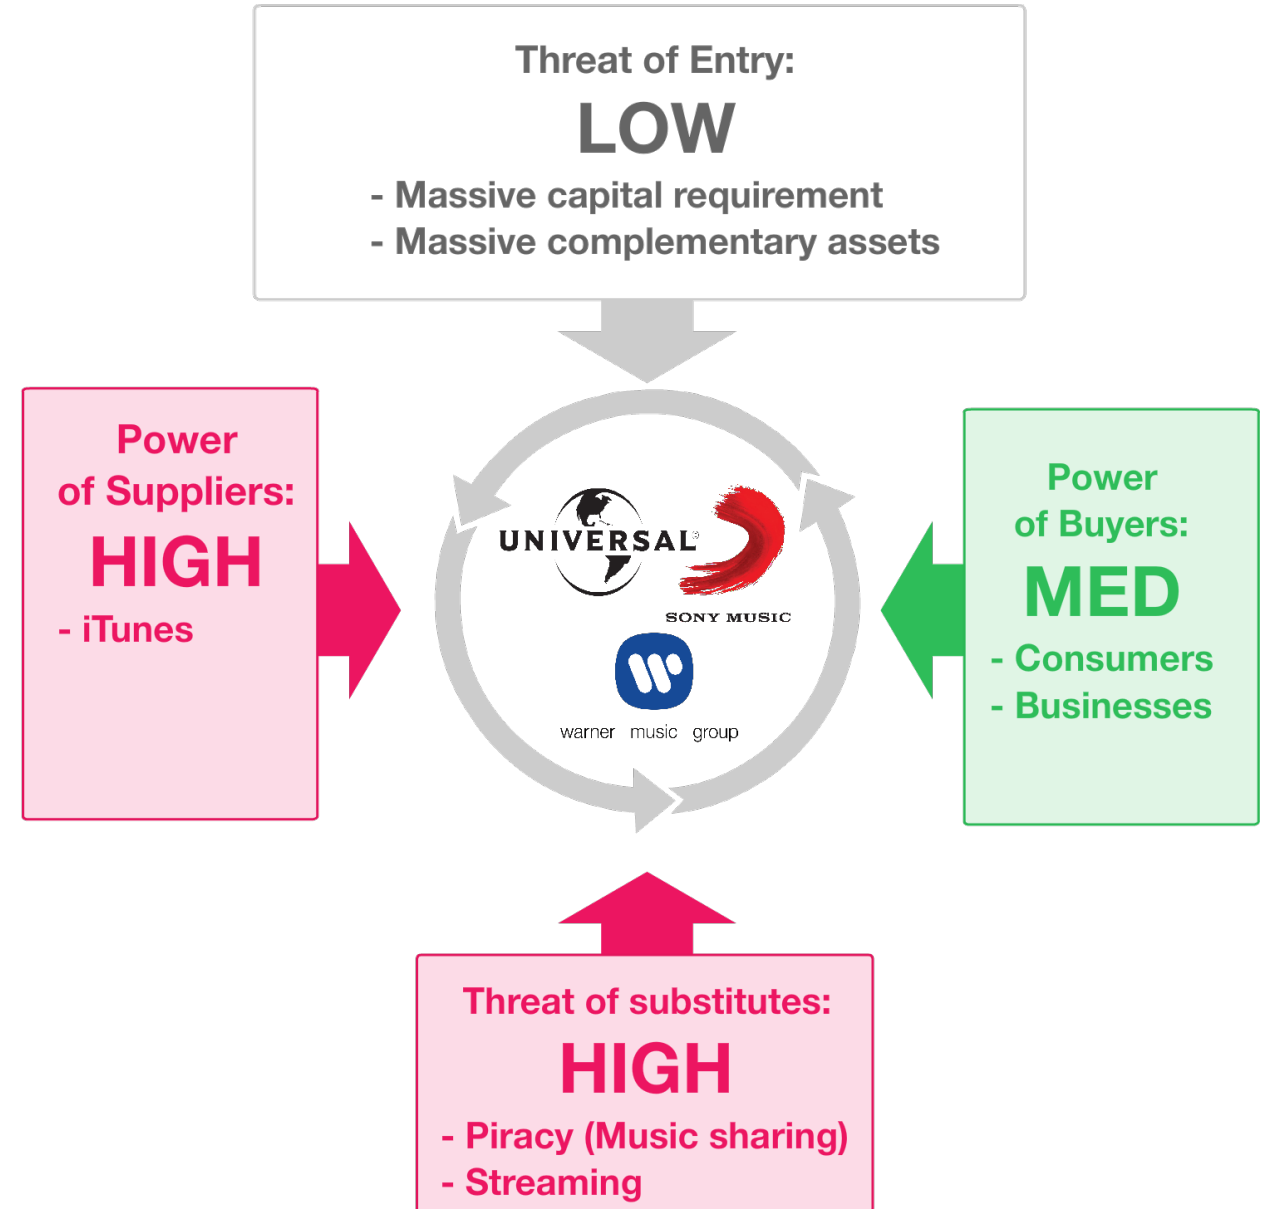 Threat of Entry:
LOW
- Massive capital requirement
- Massive complementary assets
Power
of Suppliers:
HIGH
- iTunes
UNIVERSAL®
SONY MUSIC
warner music group
Power
of Buyers:
MED
- Consumers
- Businesses
Threat of substitutes:
HIGH
- Piracy (Music sharing)
- Streaming